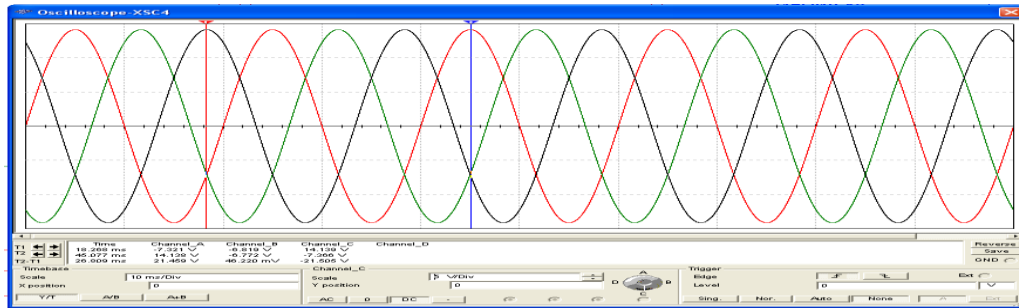 Oscilloscope-XSC4
Time Channel_A Channel_B Channel_C Channel_D
T1 18.268 ms -7.321 V -6.819 V 14.139 V
T2 45.077 ms 14.139 V -6.772 V -7.366 V
T2-T1 26.809 ms 21.459 V 46.220 mV -21.505 V
Reverse
Save
GND
Timebase
Scale 10 ms/Div
X position 0
Y/T A/B A+B
Channel_C
Scale 5 V/Div
Y position 0
AC 0 DC -
A
D B
C
Trigger
Edge Ext
Level 0 V
Sing. Nor. Auto None A Ext